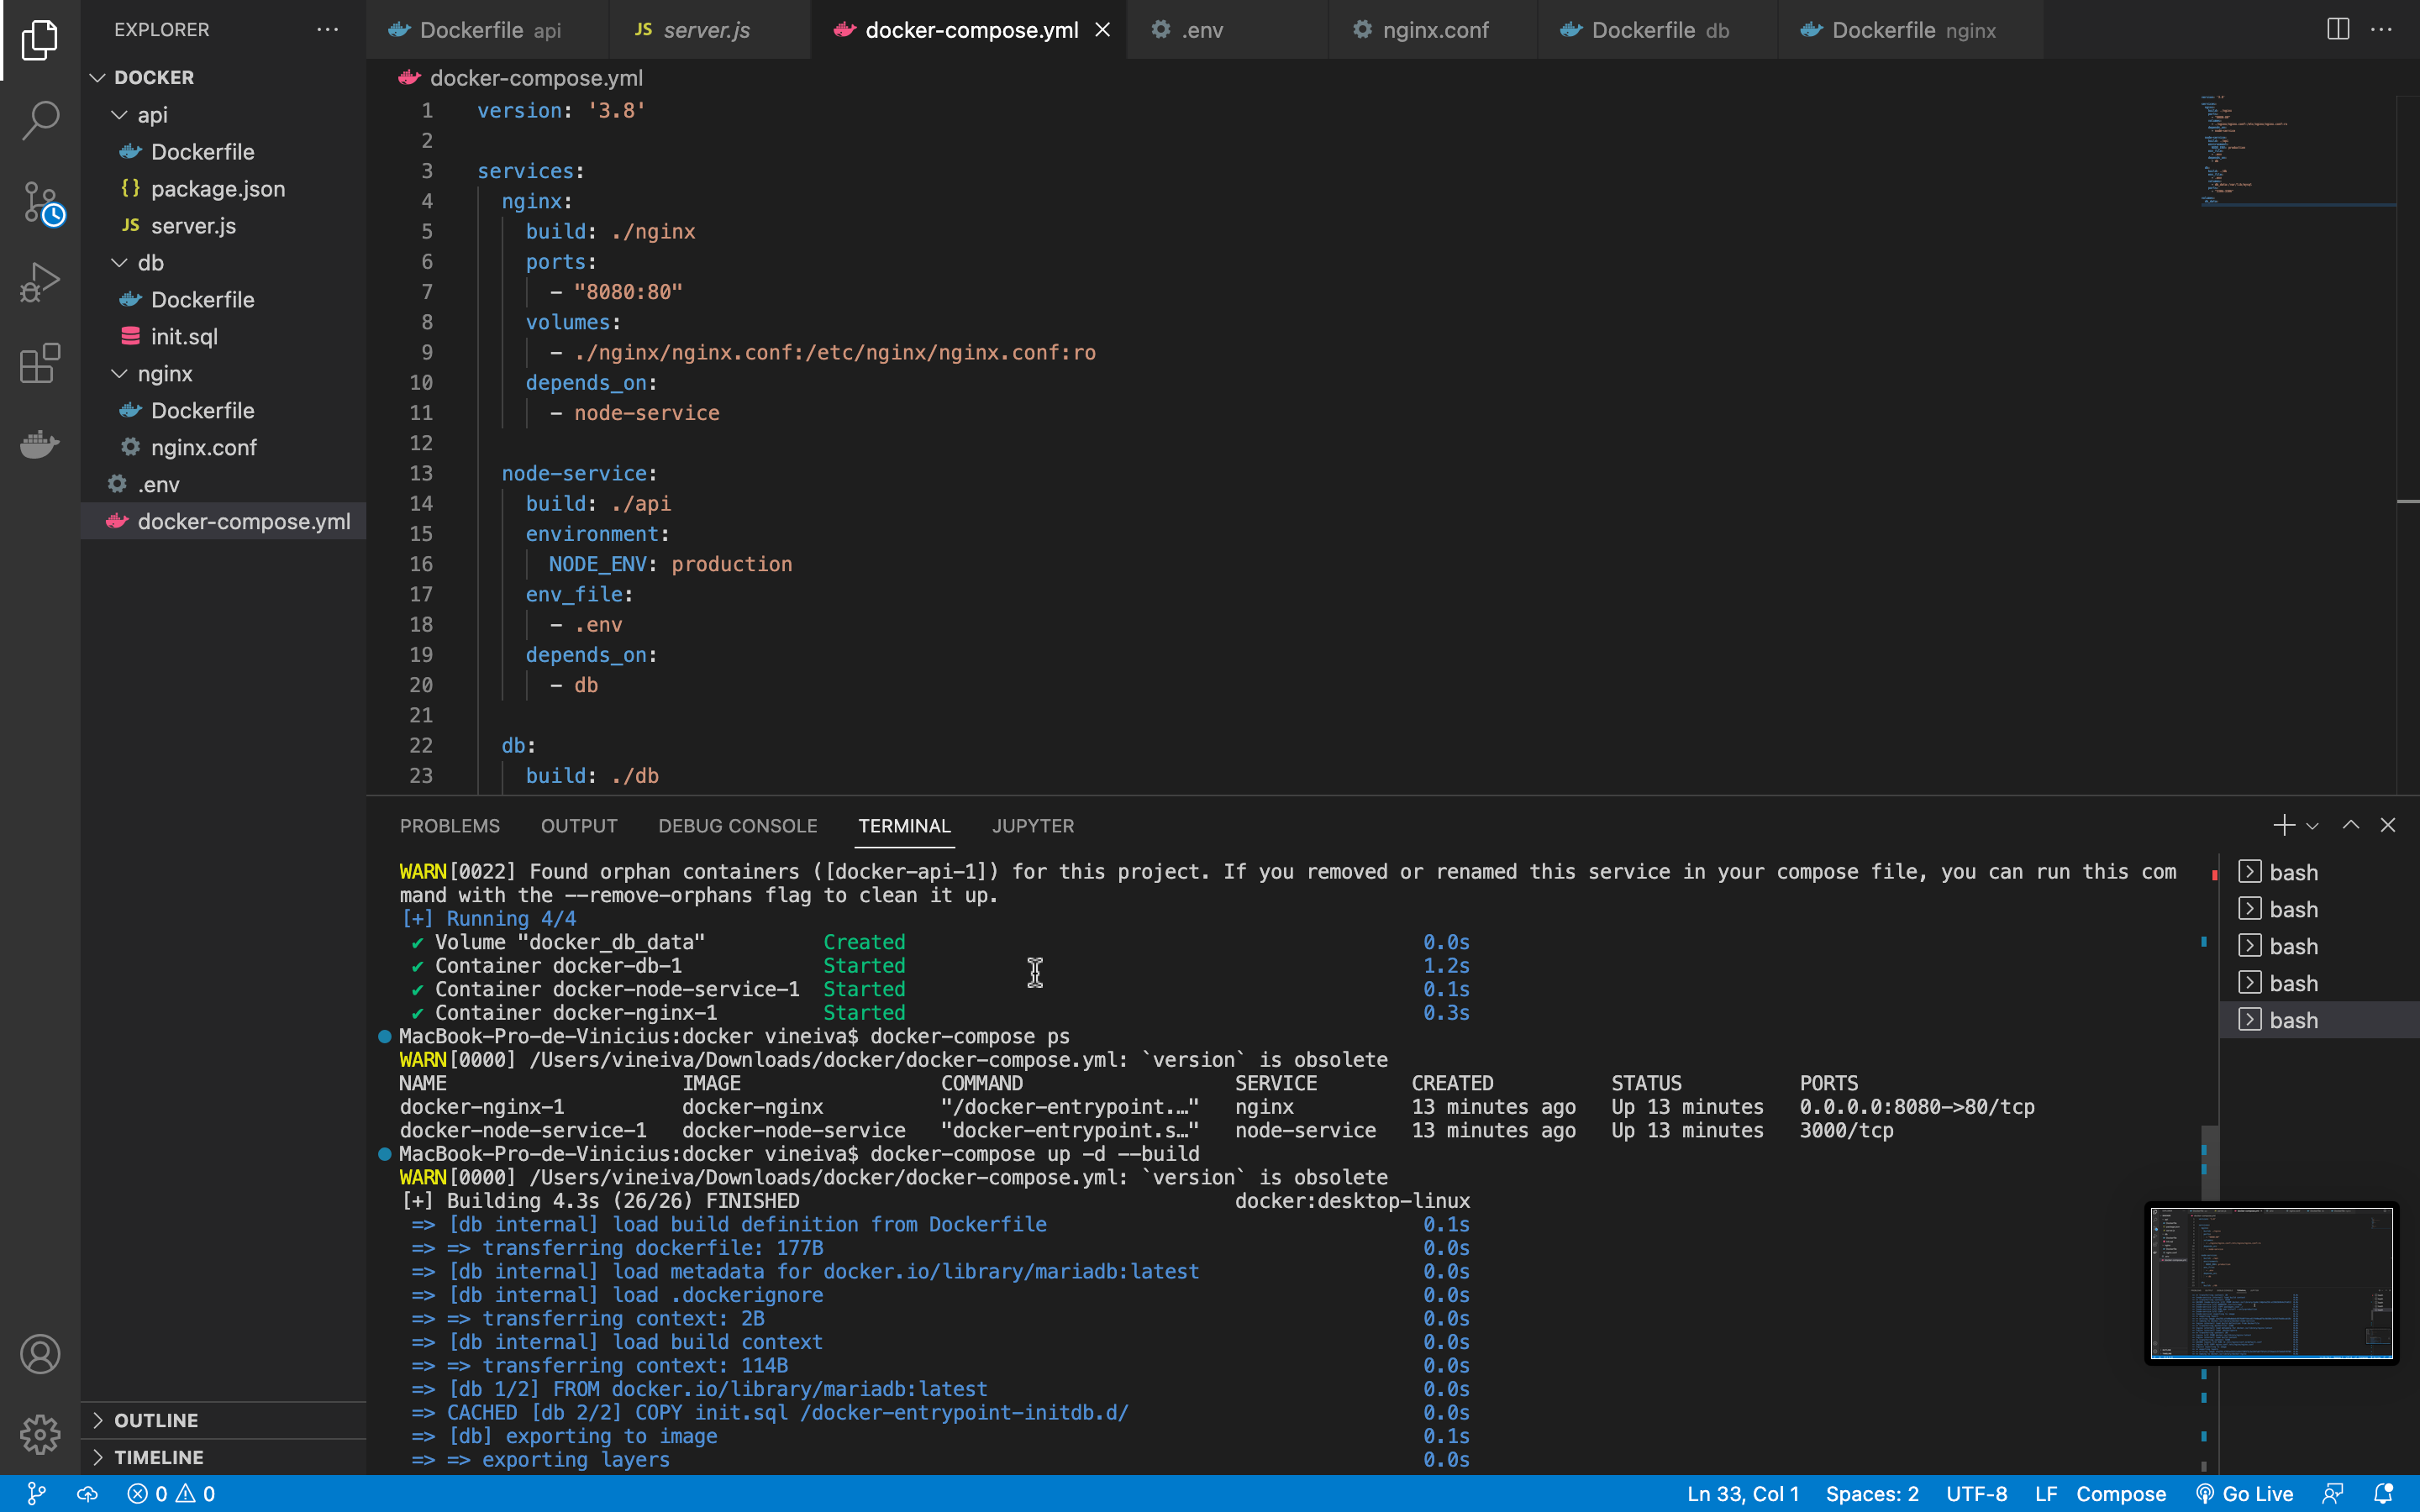 EXPLORER
DOCKER
api
Dockerfile
package.json
server.js
db
Dockerfile
init.sql
nginx
Dockerfile
nginx.conf
.env
docker-compose.yml
OUTLINE
TIMELINE
Dockerfile api
JS server.js
docker-compose.yml
.env
nginx.conf
Dockerfile db
Dockerfile nginx
docker-compose.yml
1 version: '3.8'
2
3 services:
4 nginx:
5 build: ./nginx
6 ports:
7 - "8080:80"
8 volumes:
9 - ./nginx/nginx.conf:/etc/nginx/nginx.conf:ro
10 depends_on:
11 - node-service
12
13 node-service:
14 build: ./api
15 environment:
16 NODE_ENV: production
17 env_file:
18 - .env
19 depends_on:
20 - db
21
22 db:
23 build: ./db
PROBLEMS OUTPUT DEBUG CONSOLE TERMINAL JUPYTER
WARN[0022] Found orphan containers ([docker-api-1]) for this project. If you removed or renamed this service in your compose file, you can run this com
mand with the --remove-orphans flag to clean it up.
[+] Running 4/4
✔ Volume "docker_db_data" Created 0.0s
✔ Container docker-db-1 Started 1.2s
✔ Container docker-node-service-1 Started 0.1s
✔ Container docker-nginx-1 Started 0.3s
MacBook-Pro-de-Vinicius:docker vineiva$ docker-compose ps
WARN[0000] /Users/vineiva/Downloads/docker/docker-compose.yml: `version` is obsolete
NAME IMAGE COMMAND SERVICE CREATED STATUS PORTS
docker-nginx-1 docker-nginx "/docker-entrypoint.…" nginx 13 minutes ago Up 13 minutes 0.0.0.0:8080->80/tcp
docker-node-service-1 docker-node-service "docker-entrypoint.s…" node-service 13 minutes ago Up 13 minutes 3000/tcp
MacBook-Pro-de-Vinicius:docker vineiva$ docker-compose up -d --build
WARN[0000] /Users/vineiva/Downloads/docker/docker-compose.yml: `version` is obsolete
[+] Building 4.3s (26/26) FINISHED docker:desktop-linux
=> [db internal] load build definition from Dockerfile 0.1s
=> => transferring dockerfile: 177B 0.0s
=> [db internal] load metadata for docker.io/library/mariadb:latest 0.0s
=> [db internal] load .dockerignore 0.0s
=> => transferring context: 2B 0.0s
=> [db internal] load build context 0.0s
=> => transferring context: 114B 0.0s
=> [db 1/2] FROM docker.io/library/mariadb:latest 0.0s
=> CACHED [db 2/2] COPY init.sql /docker-entrypoint-initdb.d/ 0.0s
=> [db] exporting to image 0.1s
=> => exporting layers 0.0s
bash
bash
bash
bash
bash
0 0
Ln 33, Col 1 Spaces: 2 UTF-8 LF Compose Go Live